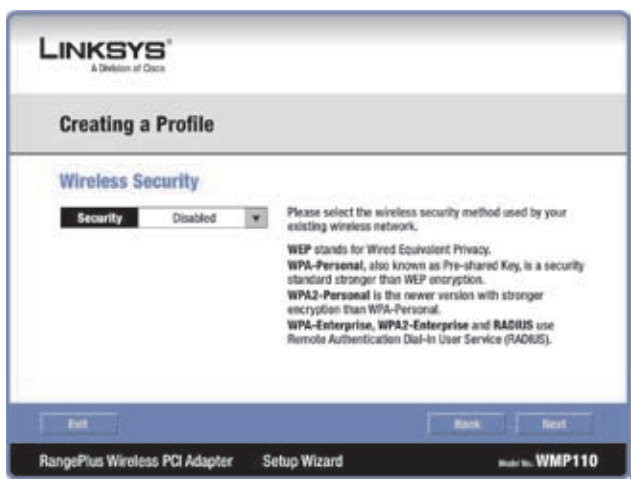 LINKSYS®
A Division of Cisco
Creating a Profile
Wireless Security
Security Disabled
Please select the wireless security method used by your
existing wireless network.
WEP stands for Wired Equivalent Privacy.
WPA-Personal, also known as Pre-shared Key, is a security
standard stronger than WEP encryption.
WPA2-Personal is the newer version with stronger
encryption than WPA-Personal.
WPA-Enterprise, WPA2-Enterprise and RADIUS use
Remote Authentication Dial-In User Service (RADIUS).
Exit Back Next
RangePlus Wireless PCI Adapter Setup Wizard Model No. WMP110